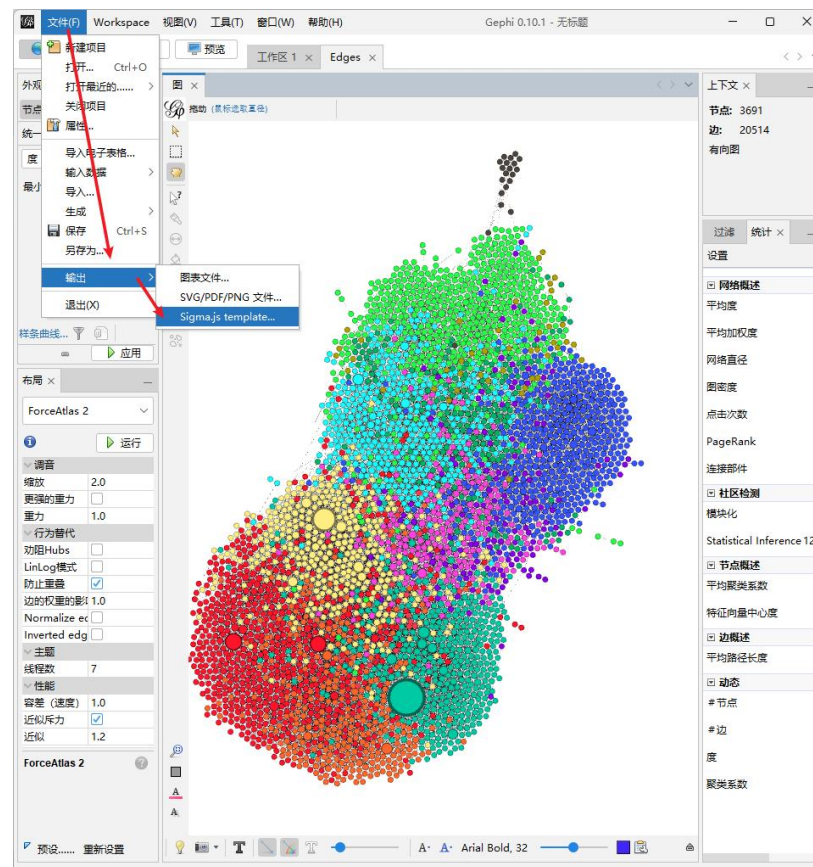 文件(F) Workspace 视图(V) 工具(T) 窗口(W) 帮助(H) Gephi 0.10.1 - 无标题
预览 工作区 1 × Edges ×
新建项目
打开... Ctrl+O
打开最近的......
关闭项目
属性...
导入电子表格...
输入数据
导入...
生成
保存 Ctrl+S
另存为...
输出
退出(X)
图表文件...
SVG/PDF/PNG 文件...
Sigma.js template...
外观
节点
统一
度
最小
样条曲线...
应用
布局 ×
ForceAtlas 2
运行
调音
缩放 2.0
更强的重力
重力 1.0
行为替代
劝阻Hubs
LinLog模式
防止重叠
边的权重的影 1.0
Normalize ed
Inverted edg
主题
线程数 7
性能
容差（速度） 1.0
近似斥力
近似 1.2
ForceAtlas 2
预设...... 重新设置
图 ×
拖动 (鼠标选取直径)
A- A- Arial Bold, 32
上下文 ×
节点: 3691
边: 20514
有向图
过滤 统计 ×
设置
网络概述
平均度
平均加权度
网络直径
图密度
点击次数
PageRank
连接部件
社区检测
模块化
Statistical Inference 12
节点概述
平均聚类系数
特征向量中心度
边概述
平均路径长度
动态
# 节点
#边
度
聚类系数